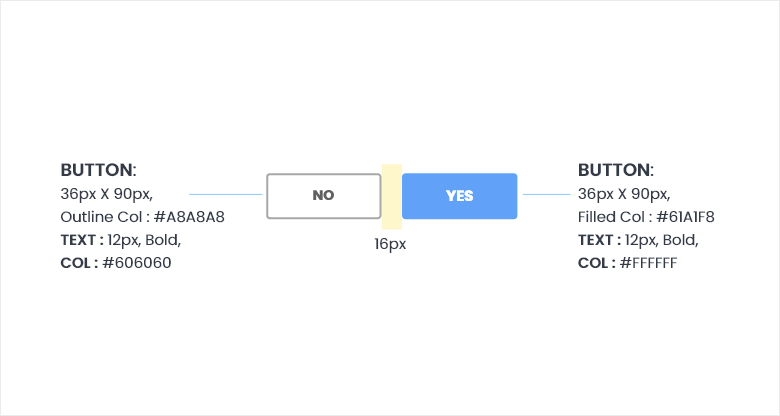 BUTTON:
36px X 90px,
Outline Col : #A8A8A8
TEXT : 12px, Bold,
COL : #606060
NO
YES
16px
BUTTON:
36px X 90px,
Filled Col : #61A1F8
TEXT : 12px, Bold,
COL : #FFFFFF